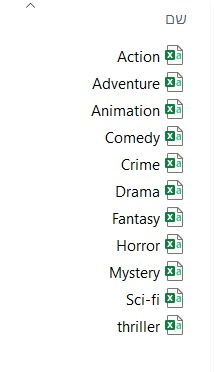 שם
Action
Adventure
Animation
Comedy
Crime
Drama
Fantasy
Horror
Mystery
Sci-fi
thriller